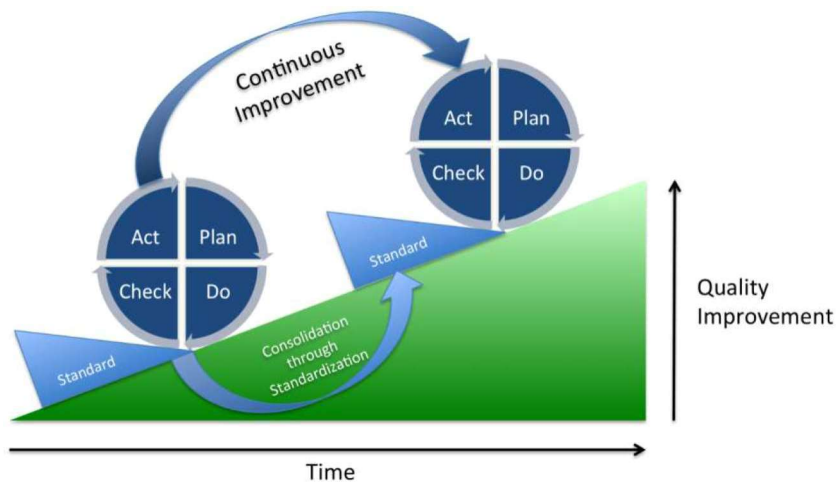 Continuous
Improvement
Act
Plan
Check
Do
Standard
Act
Plan
Check
Do
Standard
Consolidation
through
Standardization
Quality
Improvement
Time